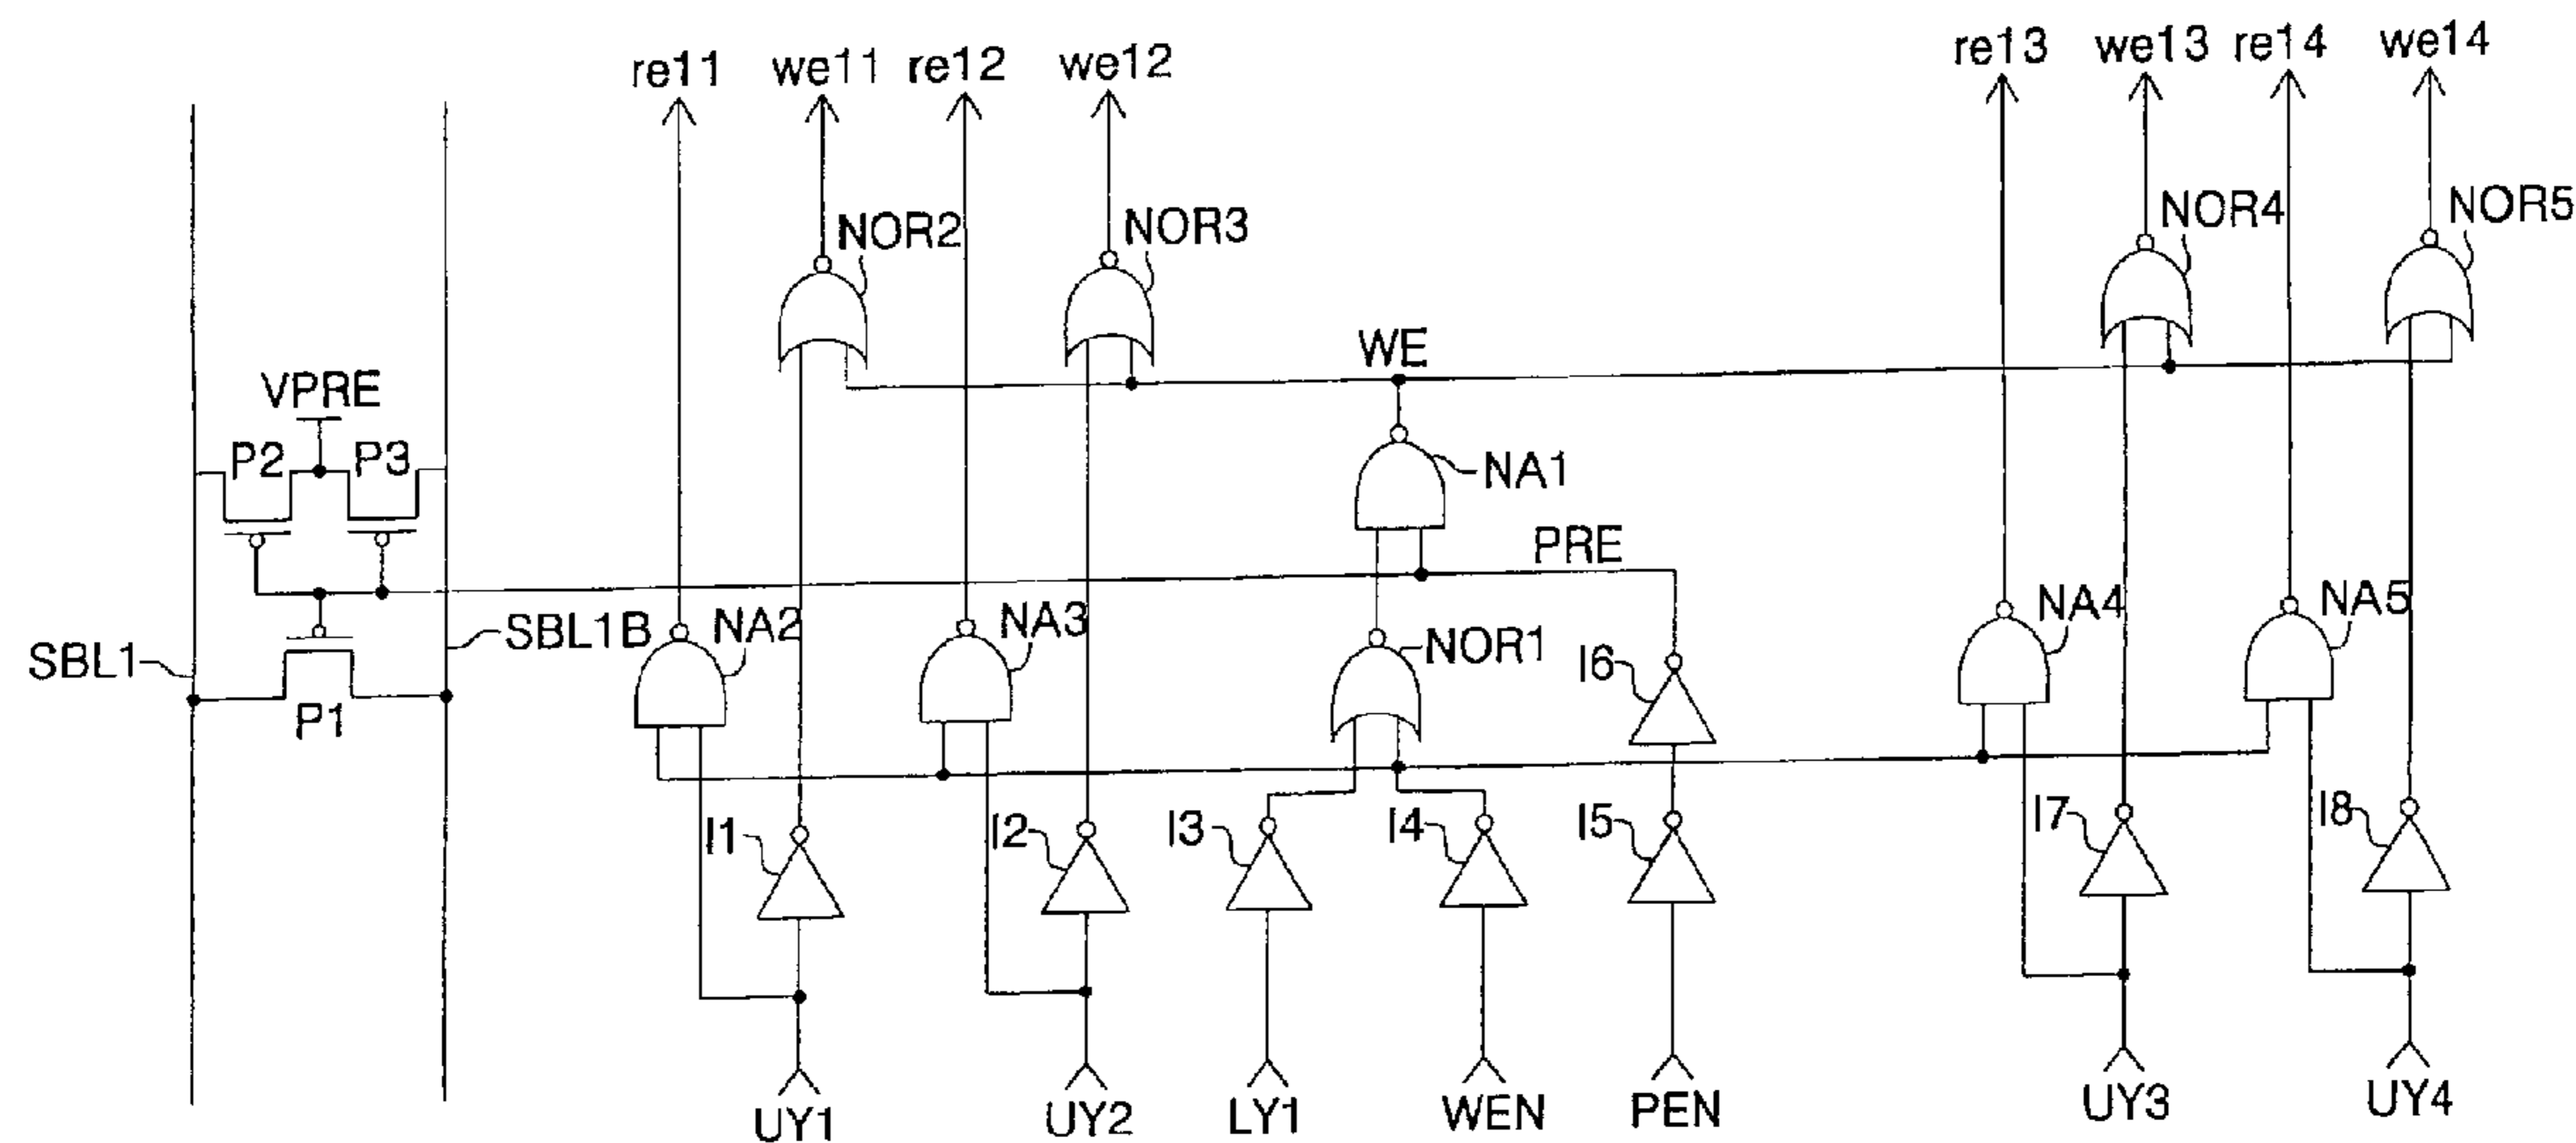 re11 we11 re12 we12 re13 we13 re14 we14
NOR2 NOR3 NOR4 NOR5
WE
VPRE
P2 P3
NA1
PRE
SBL1 SBL1B NA2 NA3 NOR1 I6 NA4 NA5
P1
I1 I2 I3 I4 I5 I7 I8
UY1 UY2 LY1 WEN PEN UY3 UY4